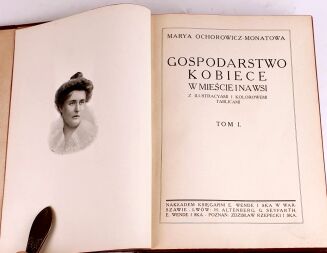 MARYA OCHOROWICZ-MONATOWA
GOSPODARSTWO
KOBIECE
W MIEŚCIE I NA WSI
Z ILLUSTRACYAMI I KOLOROWEMI
TABLICAMI
TOM I.
NAKŁADEM KSIĘGARNI E. WENDE I SKA W WAR-
SZAWIE · LWÓW: H. ALTENBERG, G. SEYFARTH,
E. WENDE I SKA · POZNAŃ: ZDZISŁAW RZEPECKI I SKA.